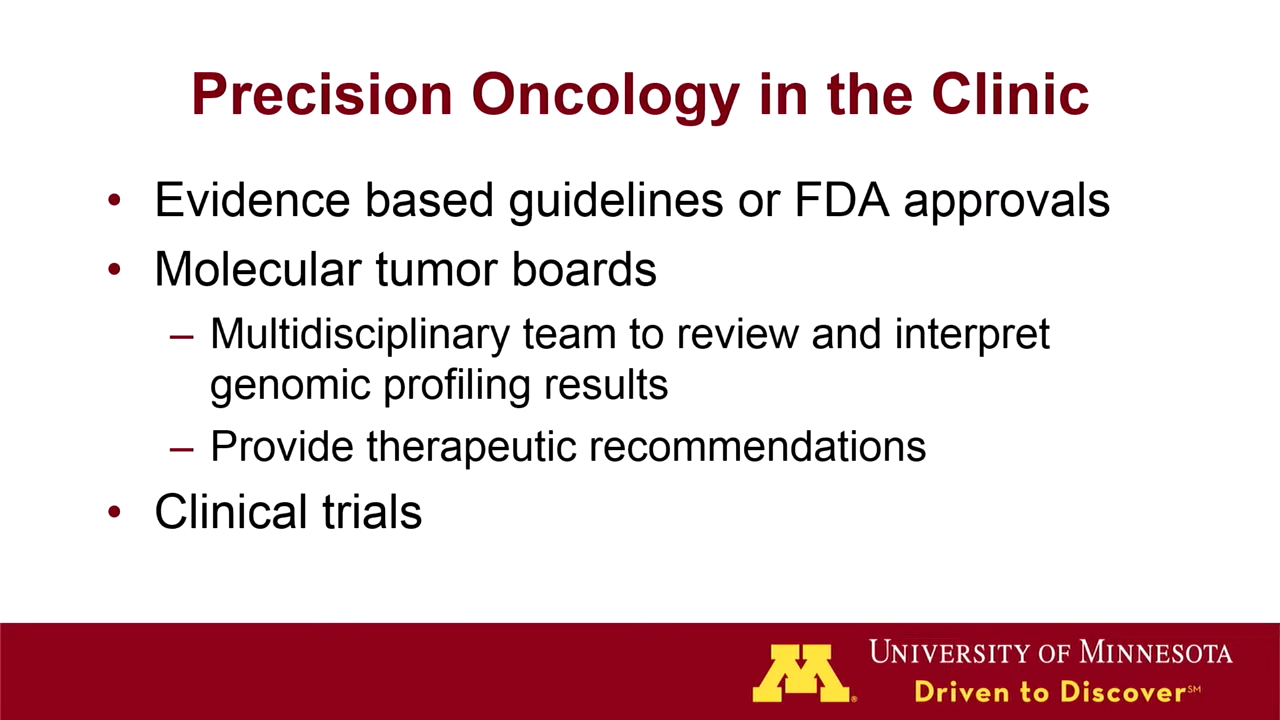 Precision Oncology in the Clinic
• Evidence based guidelines or FDA approvals
• Molecular tumor boards
– Multidisciplinary team to review and interpret
genomic profiling results
– Provide therapeutic recommendations
• Clinical trials
M®
UNIVERSITY OF MINNESOTA
Driven to Discover℠